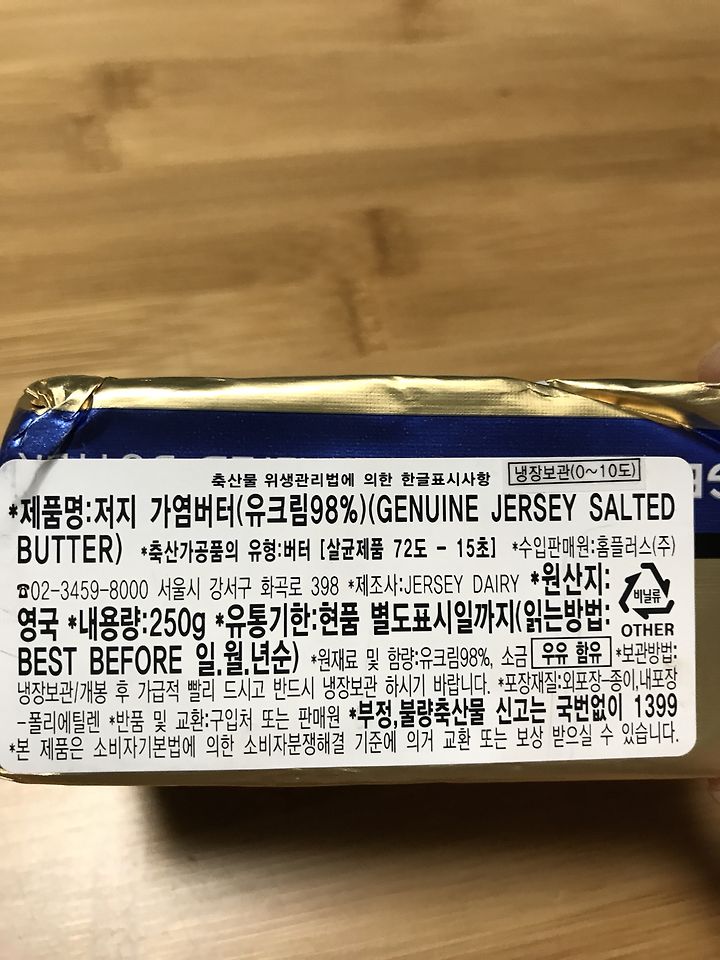 축산물 위생관리법에 의한 한글표시사항 냉장보관(0~10도)
*제품명:저지 가염버터(유크림98%)(GENUINE JERSEY SALTED
BUTTER) *축산가공품의 유형:버터 [살균제품 72도 - 15초] *수입판매원:홈플러스(주)
☎02-3459-8000 서울시 강서구 화곡로 398 *제조사:JERSEY DAIRY *원산지:
영국 *내용량:250g *유통기한:현품 별도표시일까지(읽는방법:
비닐류
OTHER
BEST BEFORE 일.월.년순) *원재료 및 함량:유크림98%, 소금 우유 함유 *보관방법:
냉장보관/개봉 후 가급적 빨리 드시고 반드시 냉장보관 하시기 바랍니다. *포장재질:외포장-종이,내포장
-폴리에틸렌 *반품 및 교환:구입처 또는 판매원 *부정,불량축산물 신고는 국번없이 1399
*본 제품은 소비자기본법에 의한 소비자분쟁해결 기준에 의거 교환 또는 보상 받으실 수 있습니다.